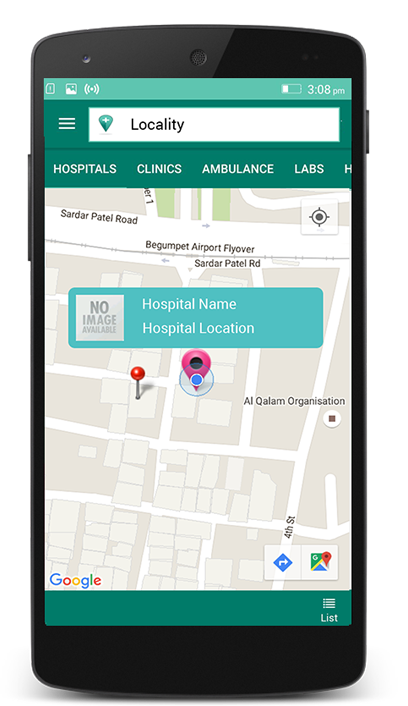 3:08 pm
Locality
HOSPITALS CLINICS AMBULANCE LABS H
er 1
Sardar Patel Road
Begumpet Airport Flyover
Sardar Patel Rd
NO
IMAGE
AVAILABLE
Hospital Name
Hospital Location
Al Qalam Organisation
4th St
Google
List